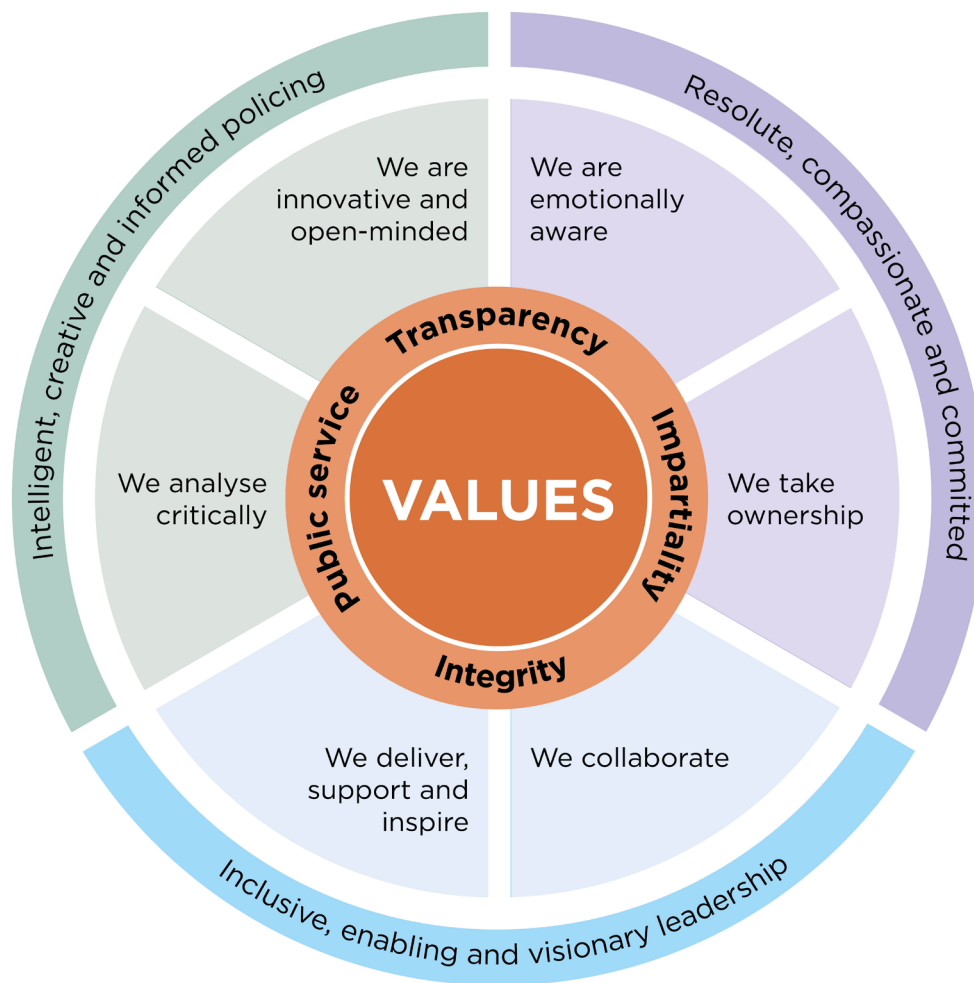 Intelligent, creative and informed policing
Resolute, compassionate and committed
We are
innovative and
open-minded
We are
emotionally
aware
We analyse
critically
We take
ownership
We deliver,
support and
inspire
We collaborate
Inclusive, enabling and visionary leadership
Transparency
Impartiality
Integrity
Public service
VALUES